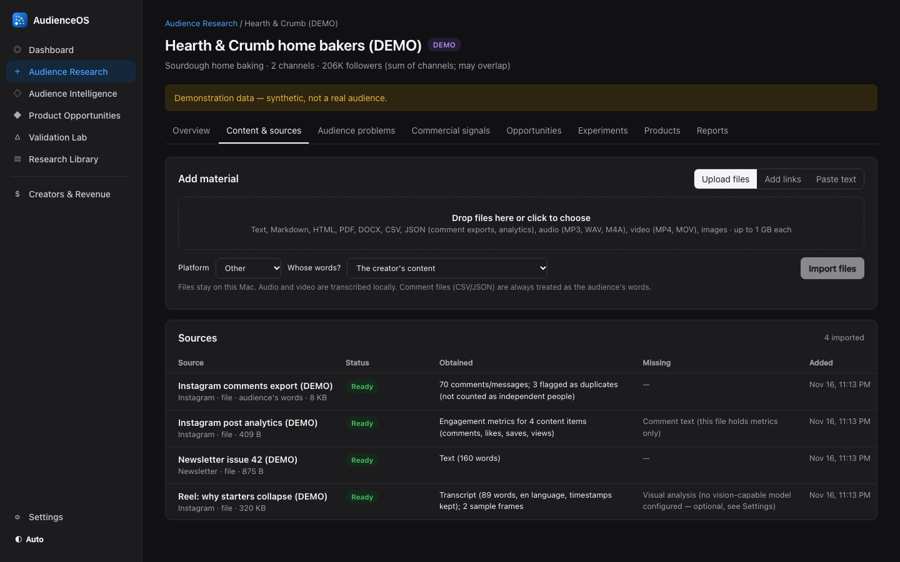 AudienceOS
Dashboard
Audience Research
Audience Intelligence
Product Opportunities
Validation Lab
Research Library
$ Creators & Revenue
Settings
Auto
Audience Research / Hearth & Crumb (DEMO)
Hearth & Crumb home bakers (DEMO) DEMO
Sourdough home baking · 2 channels · 206K followers (sum of channels; may overlap)
Demonstration data — synthetic, not a real audience.
Overview Content & sources Audience problems Commercial signals Opportunities Experiments Products Reports
Add material
Upload files Add links Paste text
Drop files here or click to choose
Text, Markdown, HTML, PDF, DOCX, CSV, JSON (comment exports, analytics), audio (MP3, WAV, M4A), video (MP4, MOV), images · up to 1 GB each
Platform Other Whose words? The creator's content Import files
Files stay on this Mac. Audio and video are transcribed locally. Comment files (CSV/JSON) are always treated as the audience's words.
Sources 4 imported
Source Status Obtained Missing Added
Instagram comments export (DEMO) Ready 70 comments/messages; 3 flagged as duplicates — Nov 16, 11:13 PM
Instagram · file · audience's words · 8 KB (not counted as independent people)
Instagram post analytics (DEMO) Ready Engagement metrics for 4 content items Comment text (this file holds metrics Nov 16, 11:13 PM
Instagram · file · 409 B (comments, likes, saves, views) only)
Newsletter issue 42 (DEMO) Ready Text (160 words) — Nov 16, 11:13 PM
Newsletter · file · 875 B
Reel: why starters collapse (DEMO) Ready Transcript (89 words, en language, timestamps Visual analysis (no vision-capable model Nov 16, 11:13 PM
Instagram · file · 320 KB kept); 2 sample frames configured — optional, see Settings)